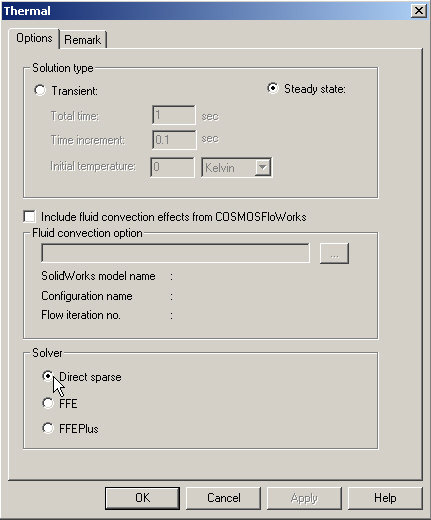 Thermal
Options Remark
Solution type
Transient: Steady state:
Total time: 1 sec
Time increment: 0.1 sec
Initial temperature: 0 Kelvin
Include fluid convection effects from COSMOSFloWorks
Fluid convection option
...
SolidWorks model name :
Configuration name :
Flow iteration no. :
Solver
Direct sparse
FFE
FFEPlus
OK Cancel Apply Help